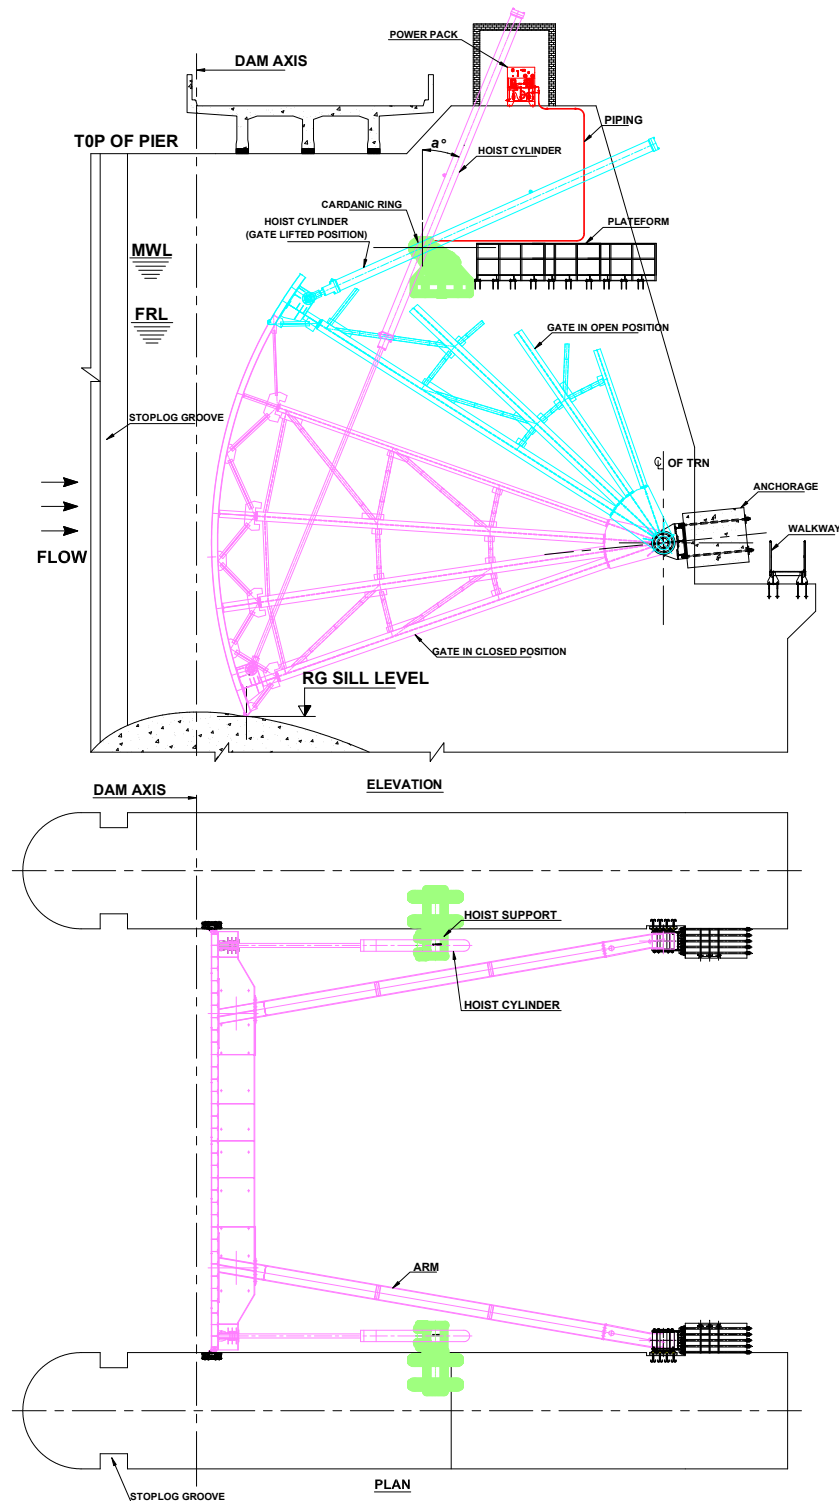 POWER PACK
DAM AXIS
PIPING
T0P OF PIER
a°
HOIST CYLINDER
CARDANIC RING
HOIST CYLINDER
(GATE LIFTED POSITION)
PLATEFORM
MWL
FRL
GATE IN OPEN POSITION
STOPLOG GROOVE
℄ OF TRN
ANCHORAGE
WALKWAY
FLOW
GATE IN CLOSED POSITION
RG SILL LEVEL
ELEVATION
DAM AXIS
HOIST SUPPORT
HOIST CYLINDER
ARM
PLAN
STOPLOG GROOVE